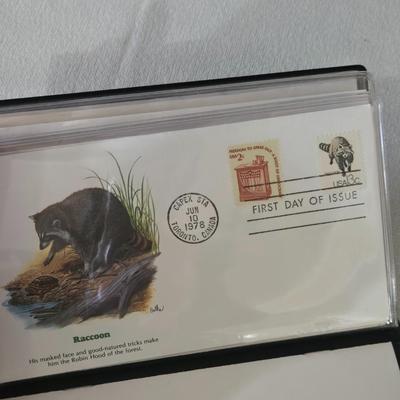 FREEDOM TO SPEAK OUT
USA 2c
USA 13c
CAPEX STA
JUN
10
1978
TORONTO, CANADA
FIRST DAY OF ISSUE
Raccoon
His masked face and good-natured tricks make
him the Robin Hood of the forest.